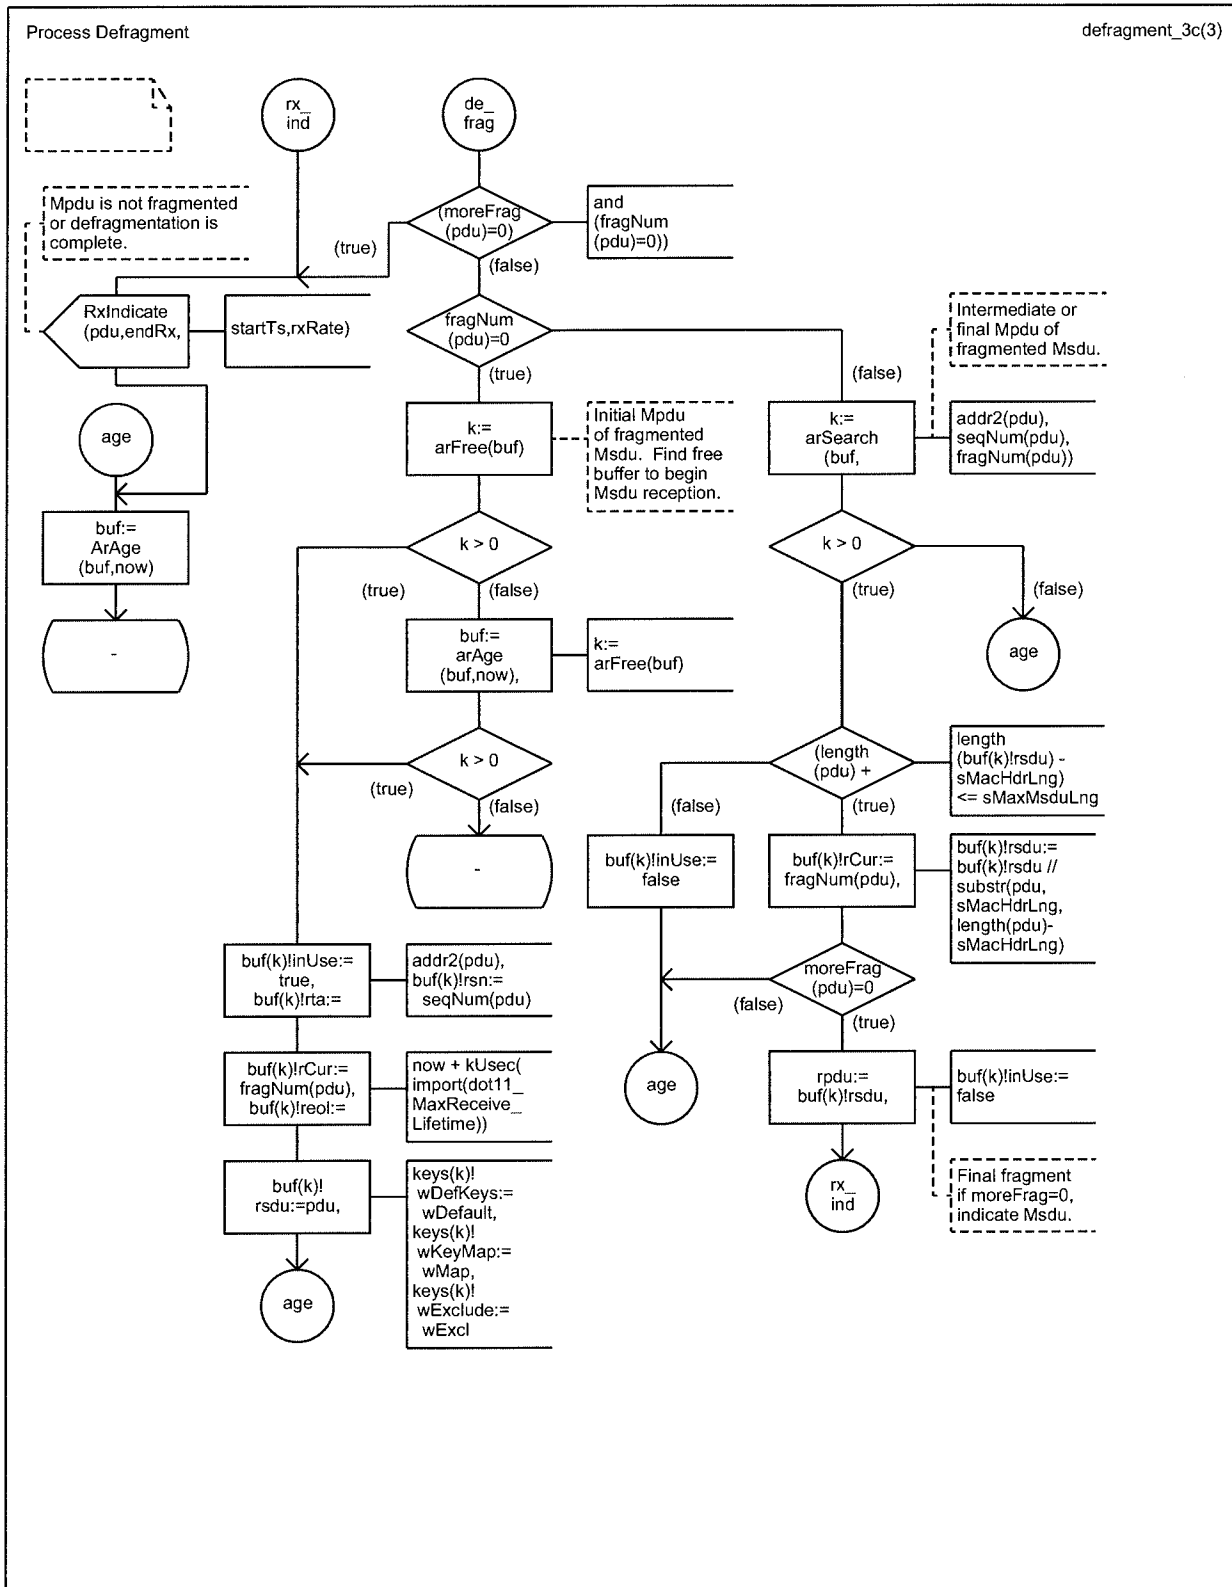 Process Defragment
defragment_3c(3)
rx_
ind
de_
frag
Mpdu is not fragmented
or defragmentation is
complete.
(moreFrag
(pdu)=0)
and
(fragNum
(pdu)=0))
(true)
(false)
RxIndicate
(pdu,endRx,
startTs,rxRate)
fragNum
(pdu)=0
Intermediate or
final Mpdu of
fragmented Msdu.
(true)
(false)
age
k:=
arFree(buf)
Initial Mpdu
of fragmented
Msdu. Find free
buffer to begin
Msdu reception.
k:=
arSearch
(buf,
addr2(pdu),
seqNum(pdu),
fragNum(pdu))
buf:=
ArAge
(buf,now)
k > 0
k > 0
(true)
(false)
(true)
(false)
-
buf:=
arAge
(buf,now),
k:=
arFree(buf)
age
k > 0
(true)
(false)
(length
(pdu) +
length
(buf(k)!rsdu) -
sMacHdrLng)
<= sMaxMsduLng
(false)
(true)
-
buf(k)!inUse:=
false
buf(k)!rCur:=
fragNum(pdu),
buf(k)!rsdu:=
buf(k)!rsdu //
substr(pdu,
sMacHdrLng,
length(pdu)-
sMacHdrLng)
buf(k)!inUse:=
true,
buf(k)!rta:=
addr2(pdu),
buf(k)!rsn:=
seqNum(pdu)
moreFrag
(pdu)=0
(false)
(true)
buf(k)!rCur:=
fragNum(pdu),
buf(k)!reol:=
now + kUsec(
import(dot11_
MaxReceive_
Lifetime))
age
rpdu:=
buf(k)!rsdu,
buf(k)!inUse:=
false
buf(k)!
rsdu:=pdu,
keys(k)!
wDefKeys:=
wDefault,
keys(k)!
wKeyMap:=
wMap,
keys(k)!
wExclude:=
wExcl
rx_
ind
Final fragment
if moreFrag=0,
indicate Msdu.
age